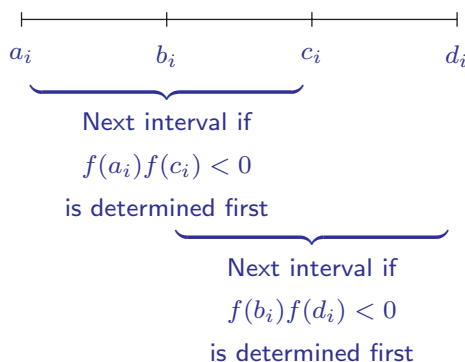 a_i b_i c_i d_i
Next interval if
f(a_i)f(c_i) < 0
is determined first
Next interval if
f(b_i)f(d_i) < 0
is determined first